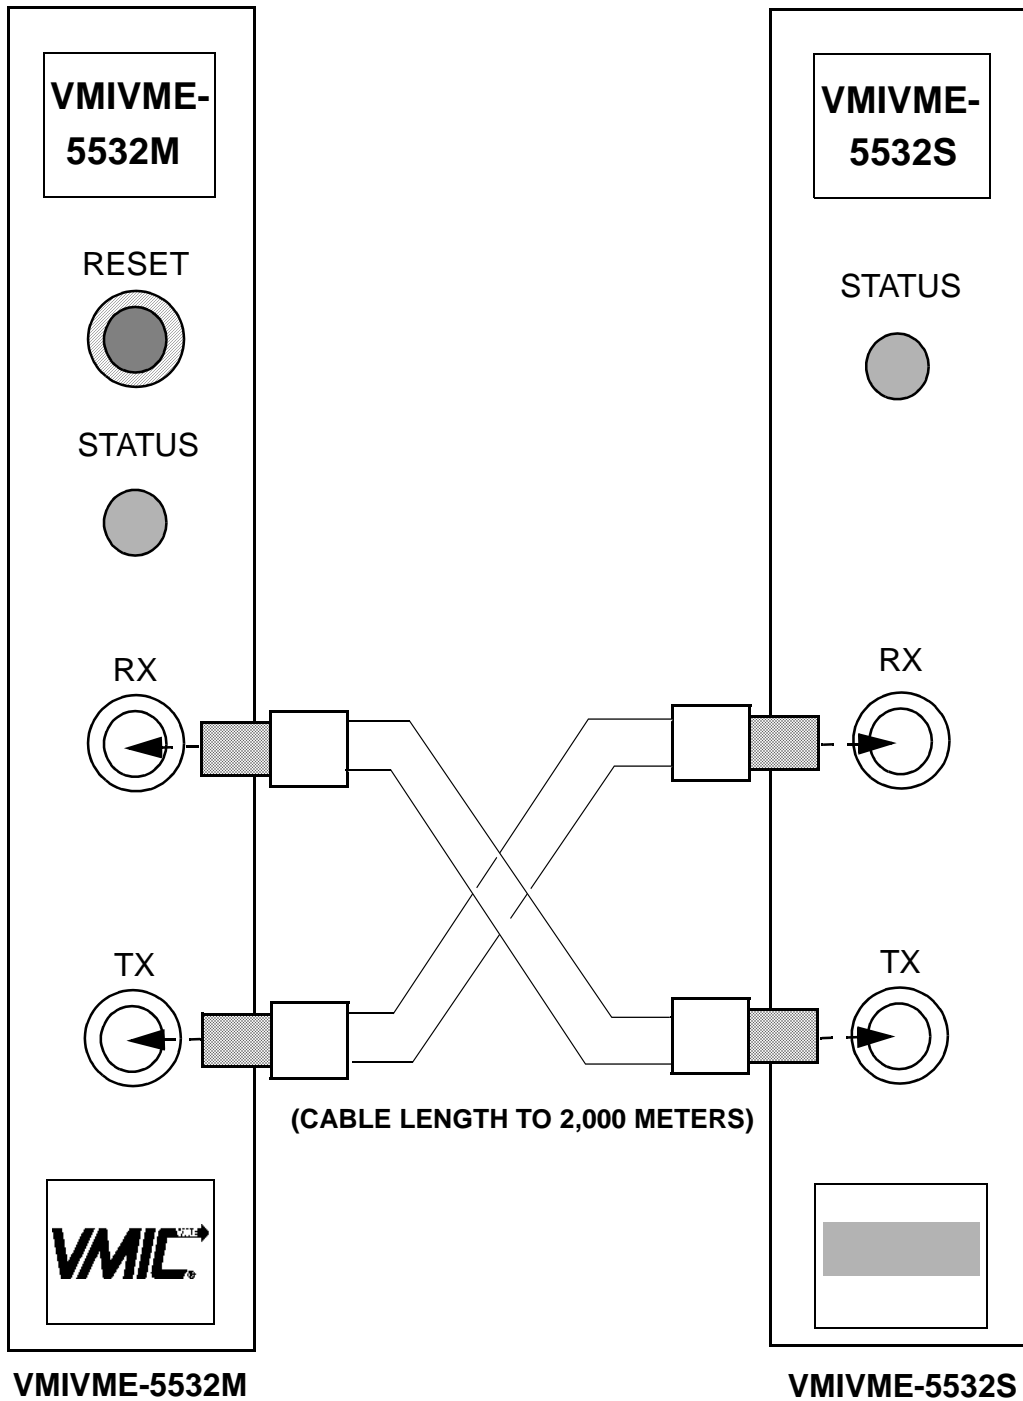 VMIVME-
5532M
RESET
STATUS
RX
TX
VMIC
VME
VMIVME-5532M
VMIVME-
5532S
STATUS
RX
TX
(CABLE LENGTH TO 2,000 METERS)
VMIVME-5532S